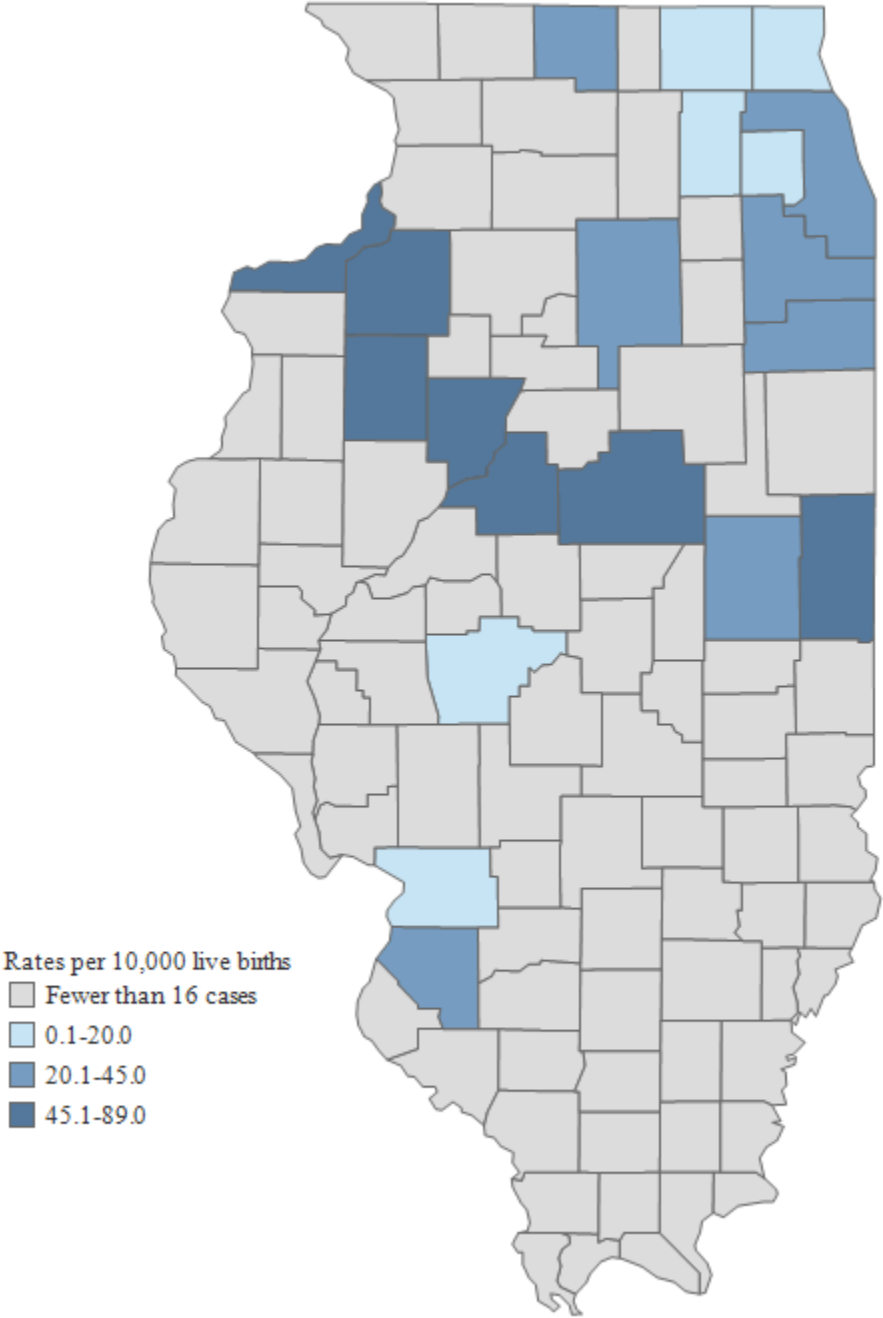 Rates per 10,000 live births
Fewer than 16 cases
0.1-20.0
20.1-45.0
45.1-89.0